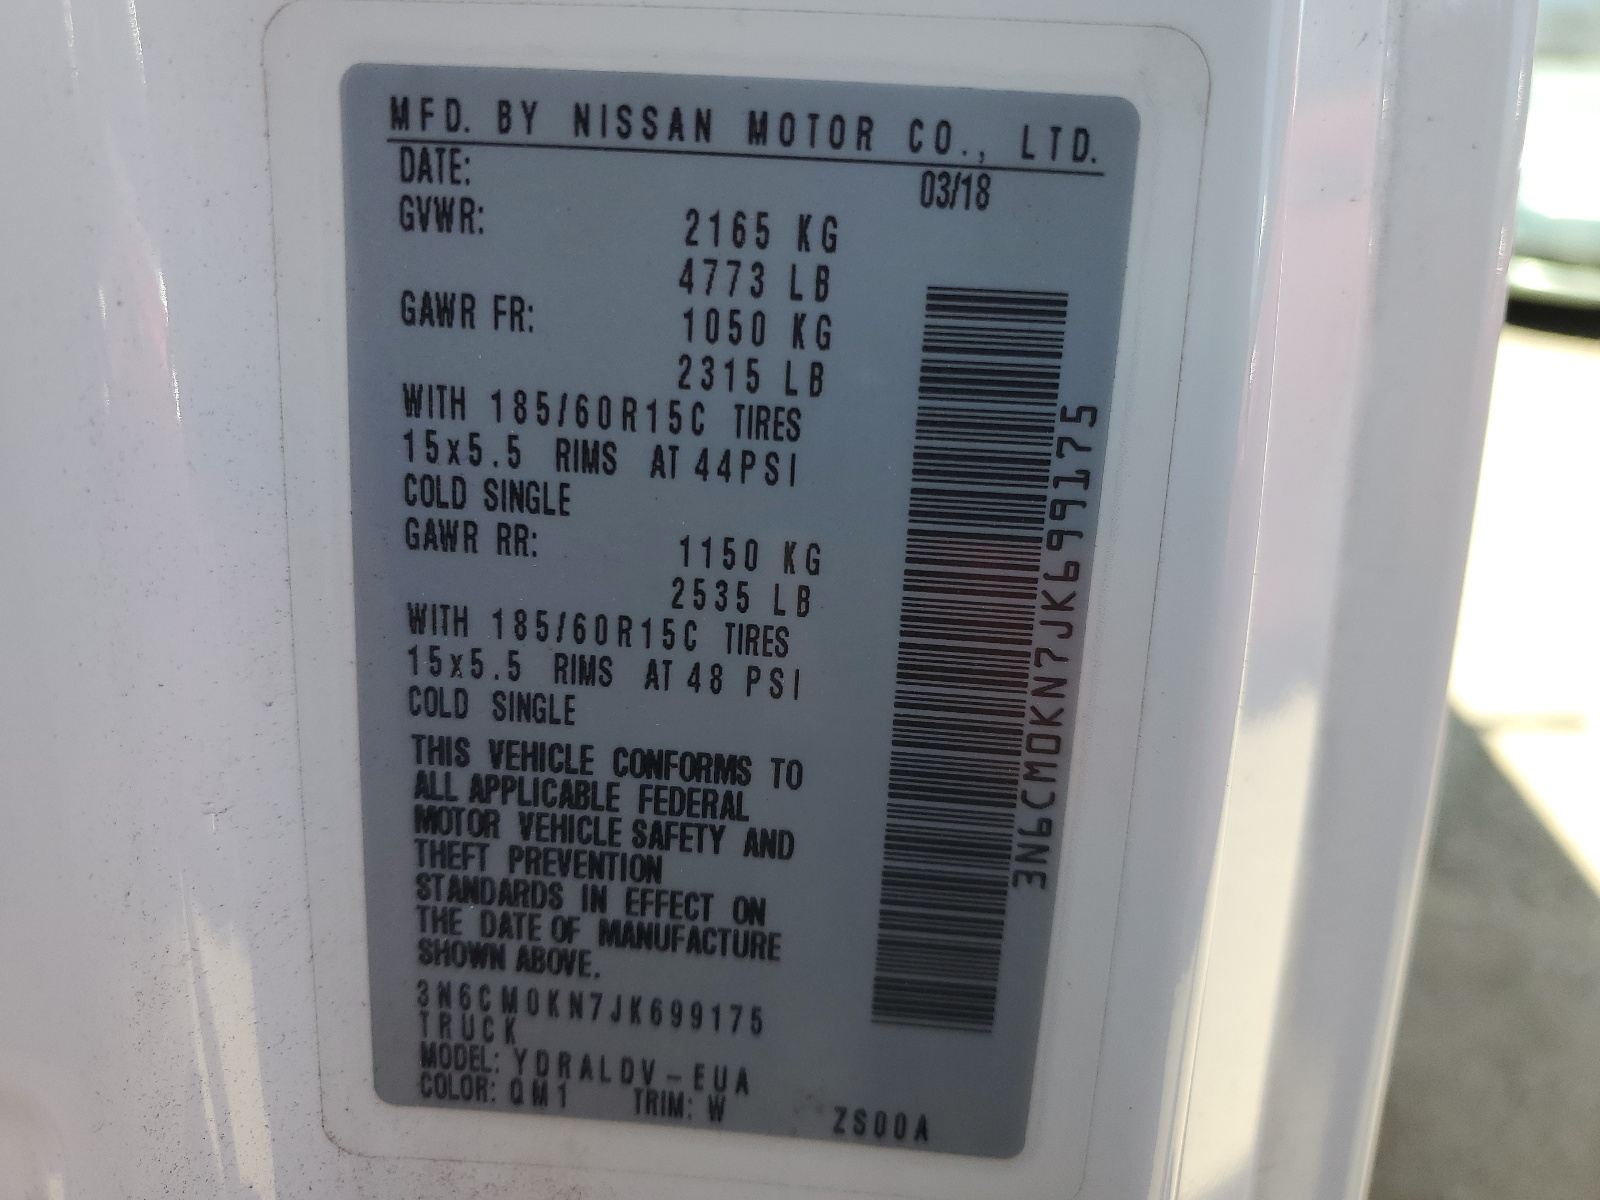 MFD. BY NISSAN MOTOR CO., LTD.
DATE: 03/18
GVWR: 2165 KG
4773 LB
GAWR FR: 1050 KG
2315 LB
WITH 185/60R15C TIRES
15x5.5 RIMS AT 44PSI
COLD SINGLE
GAWR RR: 1150 KG
2535 LB
WITH 185/60R15C TIRES
15x5.5 RIMS AT 48 PSI
COLD SINGLE
THIS VEHICLE CONFORMS TO
ALL APPLICABLE FEDERAL
MOTOR VEHICLE SAFETY AND
THEFT PREVENTION
STANDARDS IN EFFECT ON
THE DATE OF MANUFACTURE
SHOWN ABOVE.
3N6CM0KN7JK699175
TRUCK
MODEL: YDRALDV-EUA
COLOR: QM1 TRIM: W ZS00A
3N6CM0KN7JK699175